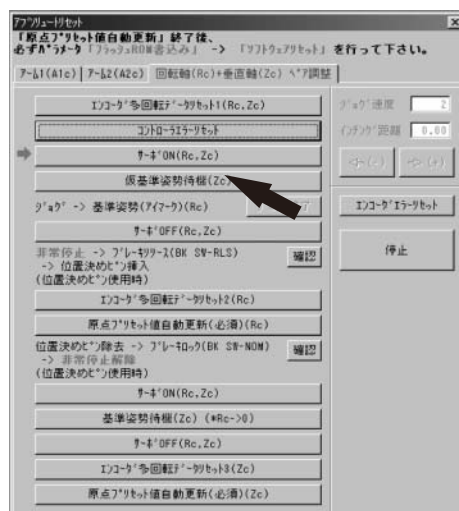 アブソリュートリセット
「原点プリセット値自動更新」終了後、
必ずパラメータ「フラッシュROM書込み」 -> 「ソフトウェアリセット」 を行って下さい。
アーム1(A1c) アーム2(A2c) 回転軸(Rc)+垂直軸(Zc) ペア調整
エンコーダ多回転データリセット1(Rc,Zc)
コントローラエラーリセット
サーボON(Rc,Zc)
仮基準姿勢待機(Zc)
ジョグ -> 基準姿勢(アイマーク)(Rc)
サーボOFF(Rc,Zc)
非常停止 -> ブレーキリリース(BK SW-RLS)
-> 位置決めピン挿入
(位置決めピン使用時)
確認
エンコーダ多回転データリセット2(Rc)
原点プリセット値自動更新(必須)(Rc)
位置決めピン除去 -> ブレーキロック(BK SW-NOM)
-> 非常停止解除
(位置決めピン使用時)
確認
サーボON(Rc,Zc)
基準姿勢待機(Zc) (*Rc->0)
サーボOFF(Rc,Zc)
エンコーダ多回転データリセット3(Zc)
原点プリセット値自動更新(必須)(Zc)
ジョグ速度 2
インチング距離 0.00
<-(-) ->(+)
エンコーダエラーリセット
停止